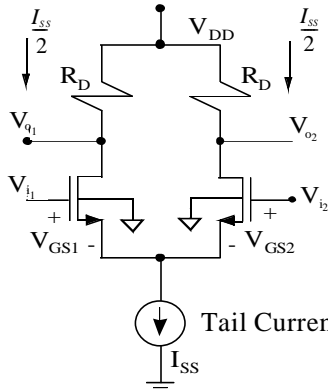 I_ss/2
V_DD
I_ss/2
R_D
R_D
V_o1
V_o2
V_i1
V_i2
+
+
V_GS1
-
-
V_GS2
Tail Curren
I_SS